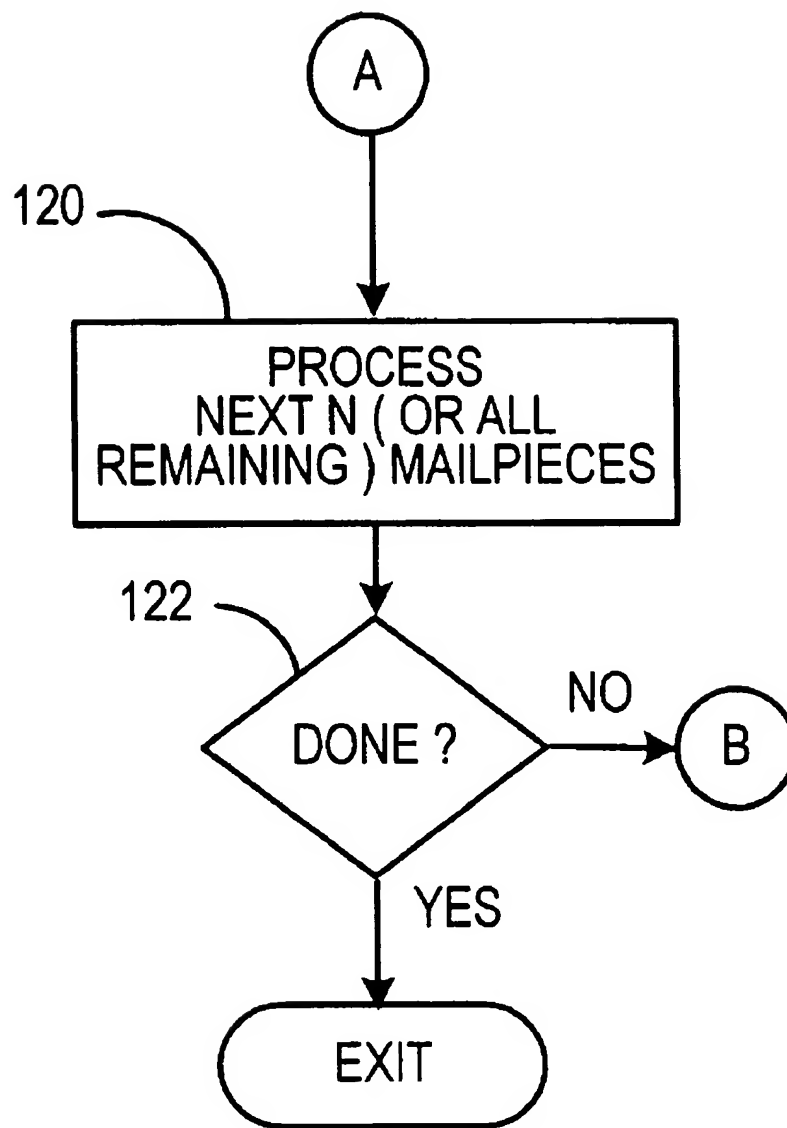 A
120
PROCESS
NEXT N ( OR ALL
REMAINING ) MAILPIECES
122
DONE ?
NO
B
YES
EXIT